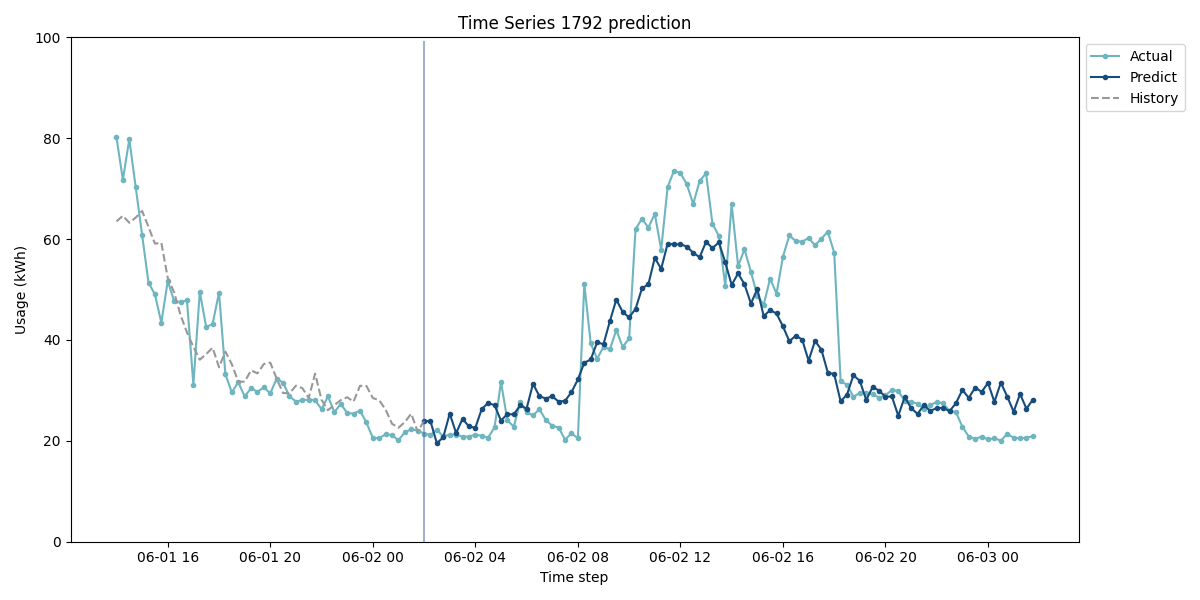 Time Series 1792 prediction
Actual
Predict
History
Usage (kWh)
100
80
60
40
20
0
06-01 16
06-01 20
06-02 00
06-02 04
06-02 08
06-02 12
06-02 16
06-02 20
06-03 00
Time step